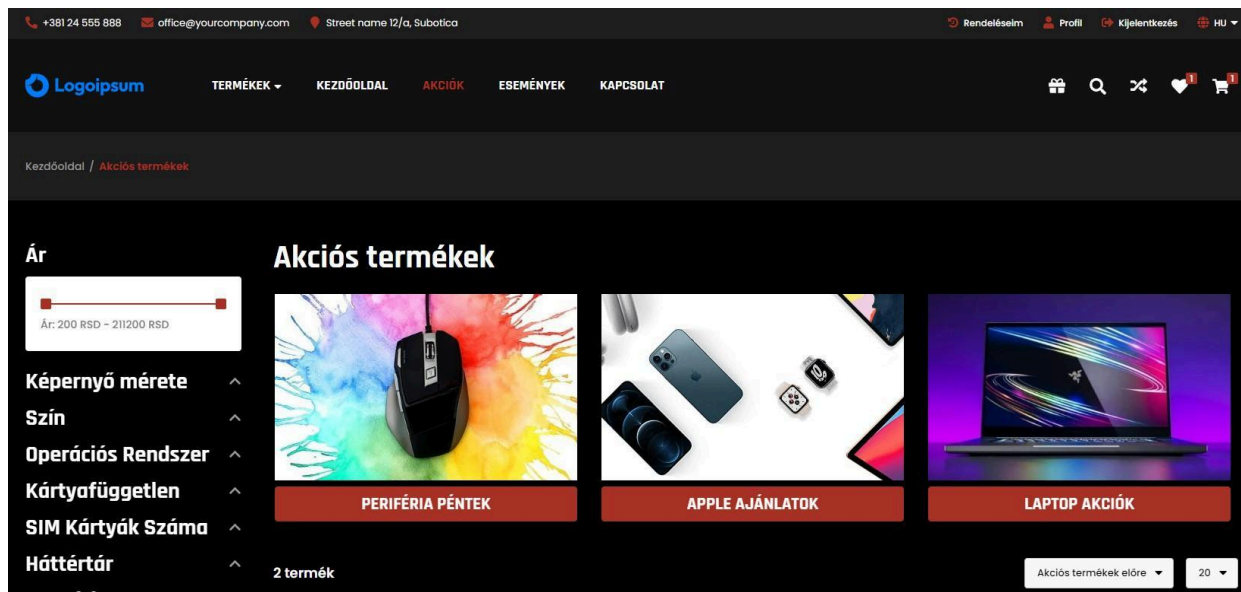 +381 24 555 888 office@yourcompany.com Street name 12/a, Subotica Rendeléseim Profil Kijelentkezés HU
Logoipsum TERMÉKEK KEZDŐOLDAL AKCIÓK ESEMÉNYEK KAPCSOLAT 1 1
Kezdőoldal / Akciós termékek
Ár
Ár: 200 RSD - 211200 RSD
Képernyő mérete
Szín
Operációs Rendszer
Kártyafüggetlen
SIM Kártyák Száma
Háttértár
Akciós termékek
PERIFÉRIA PÉNTEK
APPLE AJÁNLATOK
LAPTOP AKCIÓK
2 termék
Akciós termékek előre 20